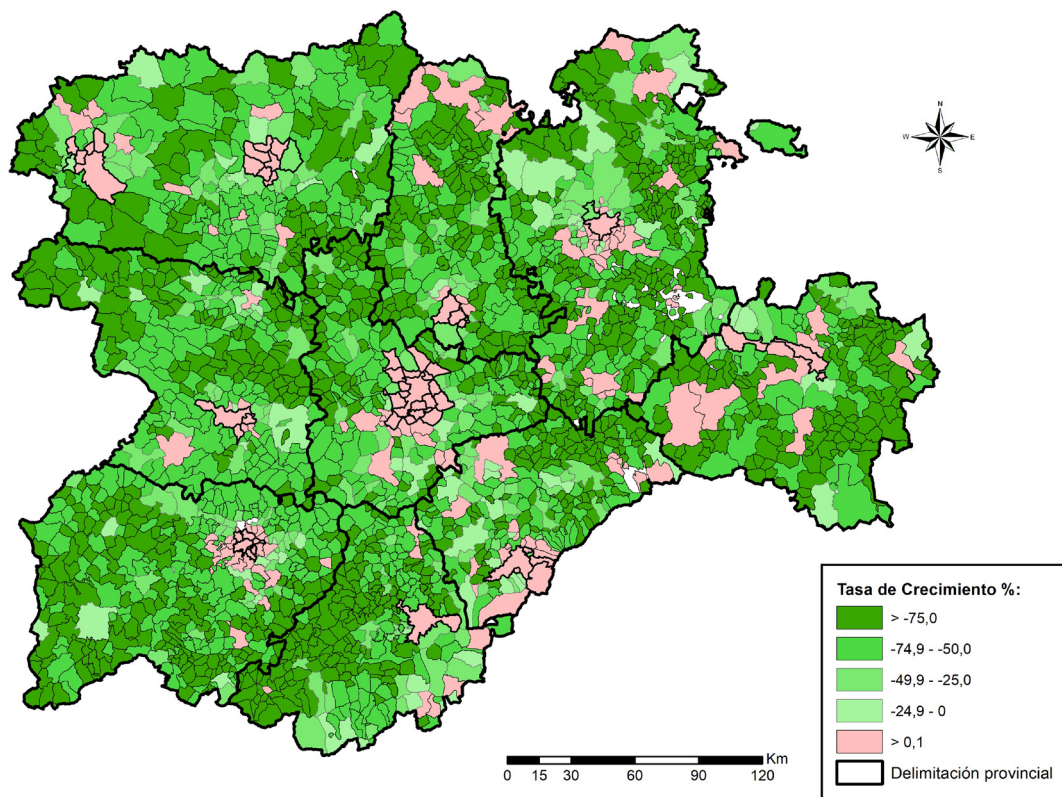 N
W
E
S
Tasa de Crecimiento %:
> -75,0
-74,9 - -50,0
-49,9 - -25,0
-24,9 - 0
> 0,1
Delimitación provincial
Km
0 15 30 60 90 120